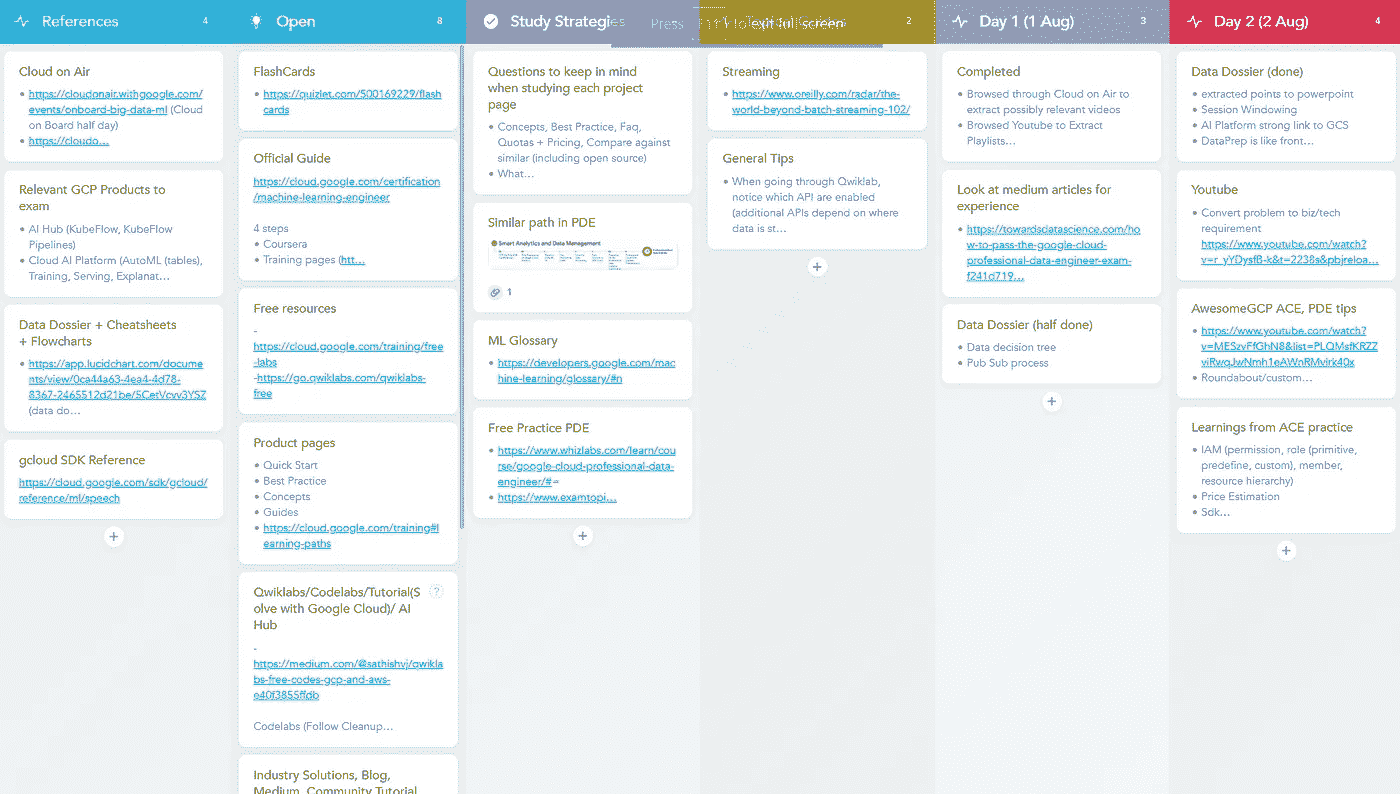 References
4
Cloud on Air
https://cloudonair.withgoogle.com/
events/onboard-big-data-ml (Cloud
on Board half day)
https://cloudo...
Relevant GCP Products to
exam
AI Hub (KubeFlow, KubeFlow
Pipelines)
Cloud AI Platform (AutoML (tables),
Training, Serving, Explanat...
Data Dossier + Cheatsheets
+ Flowcharts
https://app.lucidchart.com/docume
nts/view/0ca44a63-4ea4-4d78-
8367-2465512d21be/5CetVcvv3YSZ
(data do...
gcloud SDK Reference
https://cloud.google.com/sdk/gcloud/
reference/ml/speech
Open
8
FlashCards
https://quizlet.com/500169229/flash
cards
Official Guide
https://cloud.google.com/certification
/machine-learning-engineer
4 steps
Coursera
Training pages (htt...
Free resources
-
https://cloud.google.com/training/free
-labs
-https://go.qwiklabs.com/qwiklabs-
free
Product pages
Quick Start
Best Practice
Concepts
Guides
https://cloud.google.com/training#l
earning-paths
Qwiklabs/Codelabs/Tutorial(S
olve with Google Cloud)/ AI
Hub
?
-
https://medium.com/@sathishvj/qwikla
bs-free-codes-gcp-and-aws-
e40f3855ffdb
Codelabs (Follow Cleanup...
Industry Solutions, Blog,
Medium, Community Tutorial
Study Strategies
Press
to exit full screen
Questions to keep in mind
when studying each project
page
Concepts, Best Practice, Faq,
Quotas + Pricing, Compare against
similar (including open source)
What...
Similar path in PDE
Smart Analytics and Data Management
1
ML Glossary
https://developers.google.com/mac
hine-learning/glossary/#n
Free Practice PDE
https://www.whizlabs.com/learn/cou
rse/google-cloud-professional-data-
engineer/#
https://www.examtopi...
2
Streaming
https://www.oreilly.com/radar/the-
world-beyond-batch-streaming-102/
General Tips
When going through Qwiklab,
notice which API are enabled
(additional APIs depend on where
data is st...
Day 1 (1 Aug)
3
Completed
Browsed through Cloud on Air to
extract possibly relevant videos
Browsed Youtube to Extract
Playlists...
Look at medium articles for
experience
https://towardsdatascience.com/ho
w-to-pass-the-google-cloud-
professional-data-engineer-exam-
f241d719...
Data Dossier (half done)
Data decision tree
Pub Sub process
Day 2 (2 Aug)
4
Data Dossier (done)
extracted points to powerpoint
Session Windowing
AI Platform strong link to GCS
DataPrep is like front...
Youtube
Convert problem to biz/tech
requirement
https://www.youtube.com/watch?
v=r_yYDysfB-k&t=2238s&pbjreloa...
AwesomeGCP ACE, PDE tips
https://www.youtube.com/watch?
v=MESzvFfGhN8&list=PLQMsfKRZZ
viRwqJwNmh1eAWnRMvirk40x
Roundabout/custom...
Learnings from ACE practice
IAM (permission, role (primitive,
predefine, custom), member,
resource hierarchy)
Price Estimation
Sdk...